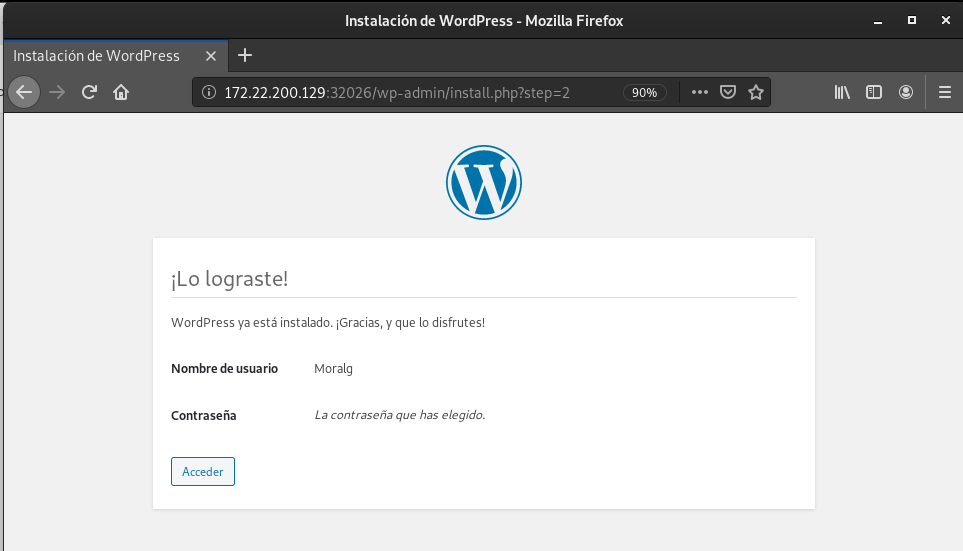 Instalación de WordPress - Mozilla Firefox
Instalación de WordPress
172.22.200.129:32026/wp-admin/install.php?step=2
90%
¡Lo lograste!
WordPress ya está instalado. ¡Gracias, y que lo disfrutes!
Nombre de usuario Moralg
Contraseña La contraseña que has elegido.
Acceder